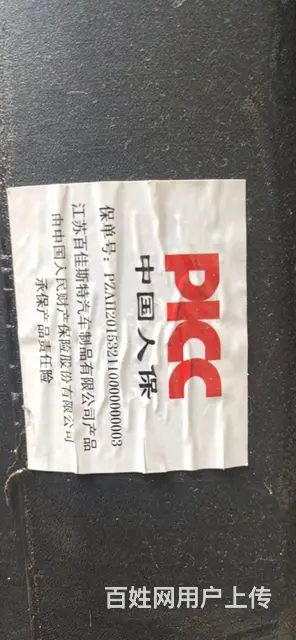 PICC
中国人保
保单号：PZAH20153211000000003
江苏百佳斯特汽车制品有限公司产品
由中国人民财产保险股份有限公司
承保产品责任险
百姓网用户上传